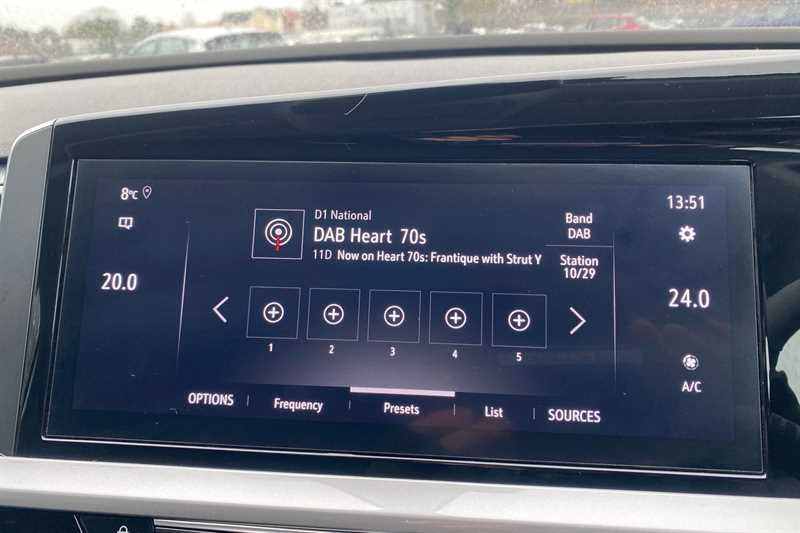 8°C
13:51
D1 National
DAB Heart 70s
11D Now on Heart 70s: Frantique with Strut Y
Band
DAB
Station
10/29
20.0
24.0
1 2 3 4 5
A/C
OPTIONS Frequency Presets List SOURCES